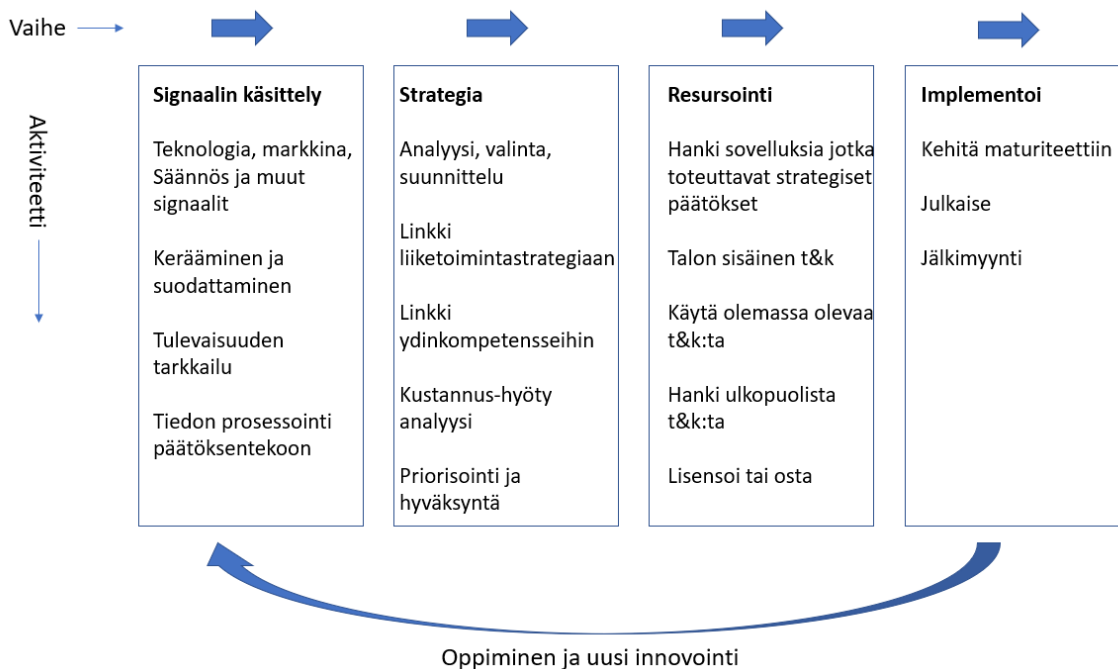 Vaihe
Aktiviteetti
Signaalin käsittely
Teknologia, markkina,
Säännös ja muut
signaalit
Kerääminen ja
suodattaminen
Tulevaisuuden
tarkkailu
Tiedon prosessointi
päätöksentekoon
Strategia
Analyysi, valinta,
suunnittelu
Linkki
liiketoimintastrategiaan
Linkki
ydinkompetensseihin
Kustannus-hyöty
analyysi
Priorisointi ja
hyväksyntä
Resursointi
Hanki sovelluksia jotka
toteuttavat strategiset
päätökset
Talon sisäinen t&k
Käytä olemassa olevaa
t&k:ta
Hanki ulkopuolista
t&k:ta
Lisensoi tai osta
Implementoi
Kehitä maturiteettiin
Julkaise
Jälkimyynti
Oppiminen ja uusi innovointi